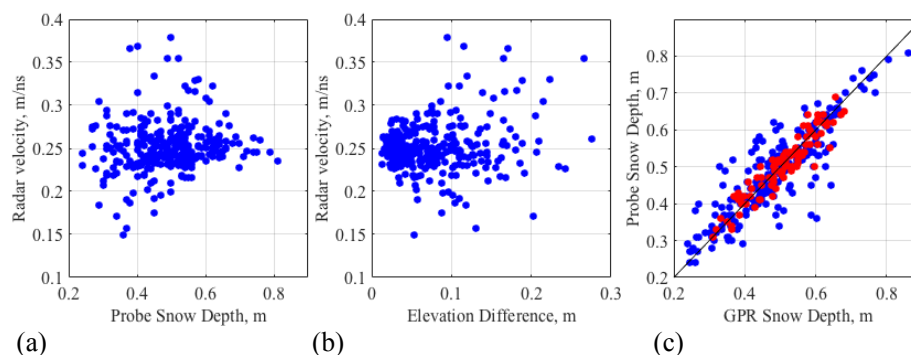 0.4
0.35
0.3
0.25
0.2
0.15
0.1
Radar velocity, m/ns
0.2 0.4 0.6 0.8
Probe Snow Depth, m
(a)
0.4
0.35
0.3
0.25
0.2
0.15
0.1
Radar velocity, m/ns
0 0.1 0.2 0.3
Elevation Difference, m
(b)
0.8
0.7
0.6
0.5
0.4
0.3
0.2
Probe Snow Depth, m
0.2 0.4 0.6 0.8
GPR Snow Depth, m
(c)